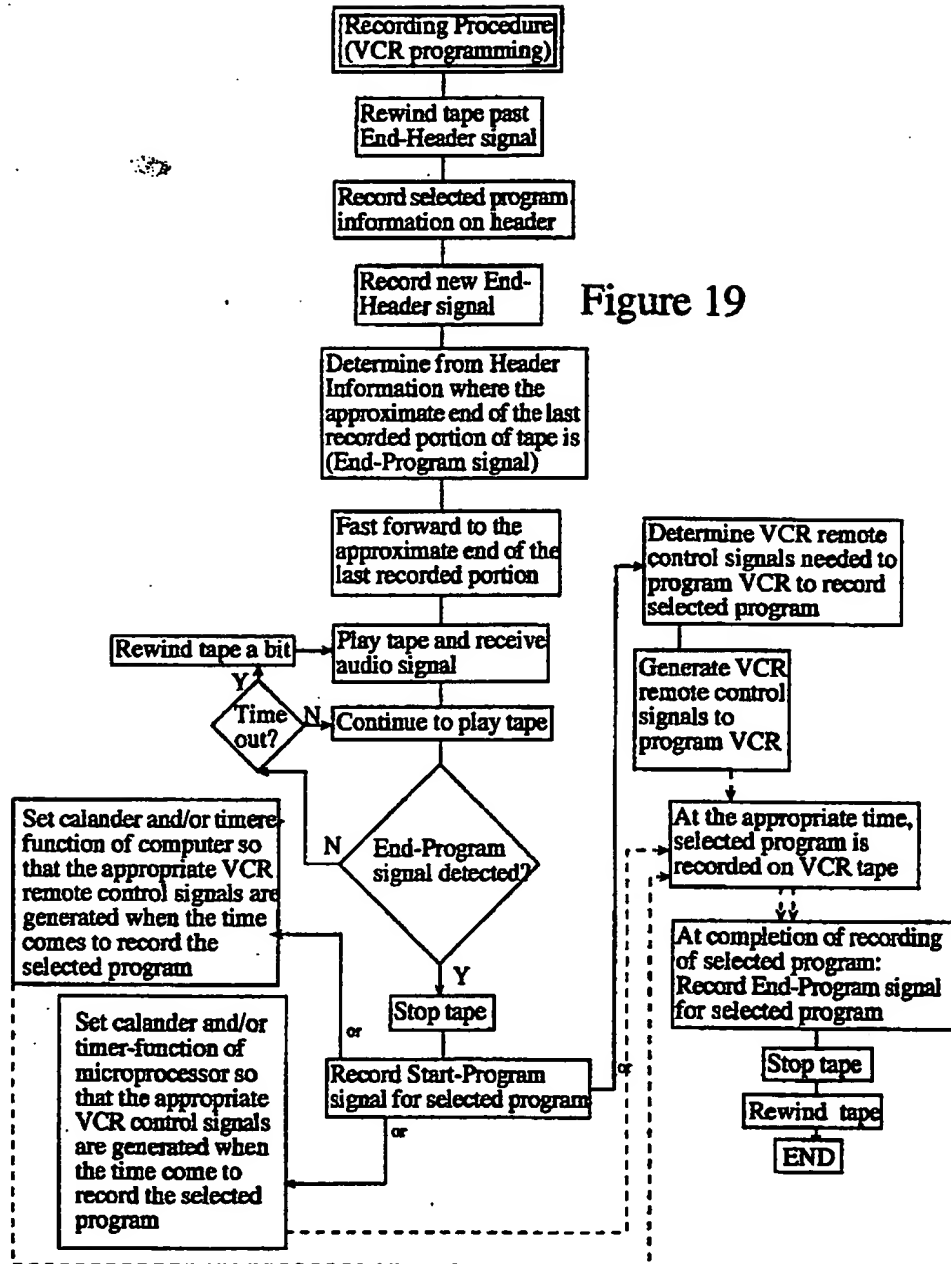 Recording Procedure
(VCR programming)
Rewind tape past
End-Header signal
Record selected program
information on header
Record new End-
Header signal
Figure 19
Determine from Header
Information where the
approximate end of the last
recorded portion of tape is
(End-Program signal)
Fast forward to the
approximate end of the
last recorded portion
Determine VCR remote
control signals needed to
program VCR to record
selected program
Rewind tape a bit
Play tape and receive
audio signal
Y
Time
out?
N
Continue to play tape
Generate VCR
remote control
signals to
program VCR
Set calander and/or timere-
function of computer so
that the appropriate VCR
remote control signals are
generated when the time
comes to record the
selected program
N
End-Program
signal detected?
At the appropriate time,
selected program is
recorded on VCR tape
Y
At completion of recording
of selected program:
Record End-Program signal
for selected program
Stop tape
Set calander and/or
timer-function of
microprocessor so
that the appropriate
VCR control signals
are generated when
the time come to
record the selected
program
or
Record Start-Program
signal for selected program
or
or
Stop tape
Rewind tape
END